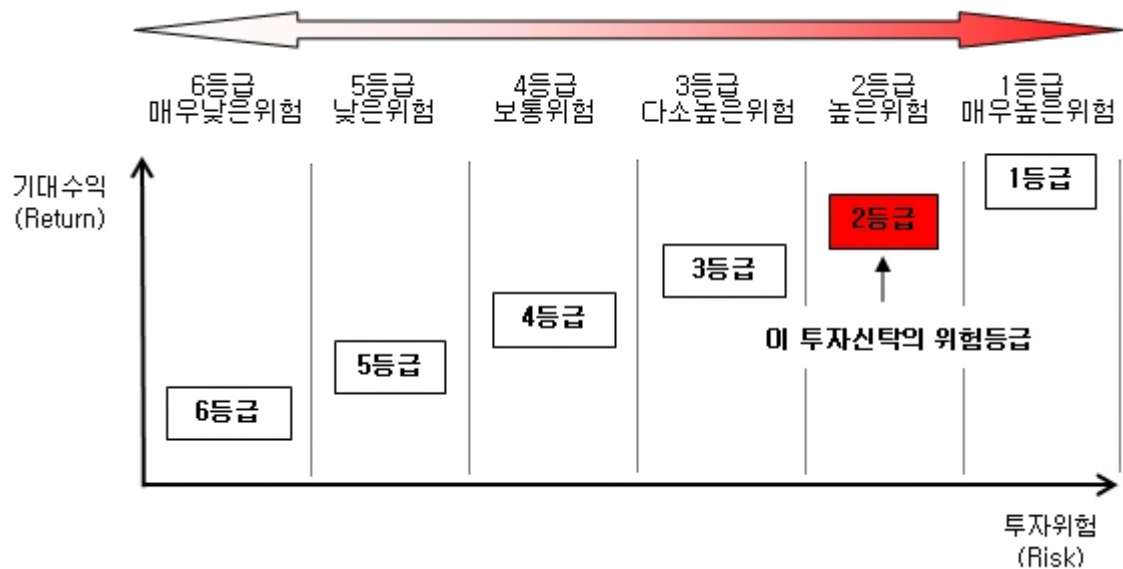 6등급
매우낮은위험
5등급
낮은위험
4등급
보통위험
3등급
다소높은위험
2등급
높은위험
1등급
매우높은위험
기대수익
(Return)
1등급
2등급
3등급
4등급
이 투자신탁의 위험등급
5등급
6등급
투자위험
(Risk)